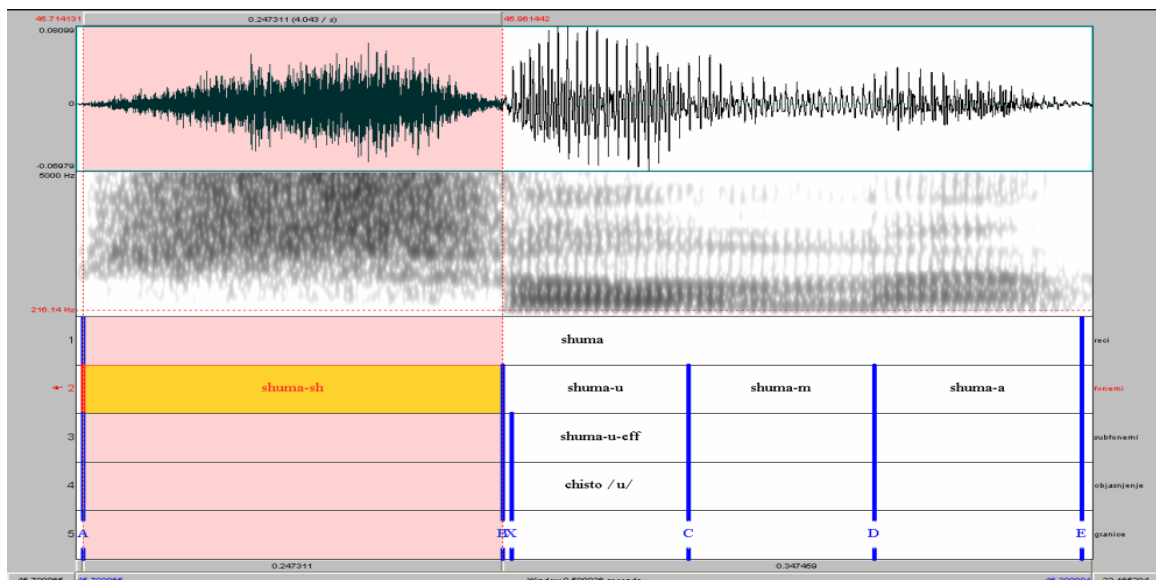 45.714131 0.247311 (4.043 / s) 45.961442
0.08099
0
-0.06979
5000 Hz
216.14 Hz
1 shuma reci
2 shuma-sh shuma-u shuma-m shuma-a fonemi
3 shuma-u-eff subfonemi
4 chisto /u/ objasnjenje
5 A B X C D E granice
0.247311 0.347459